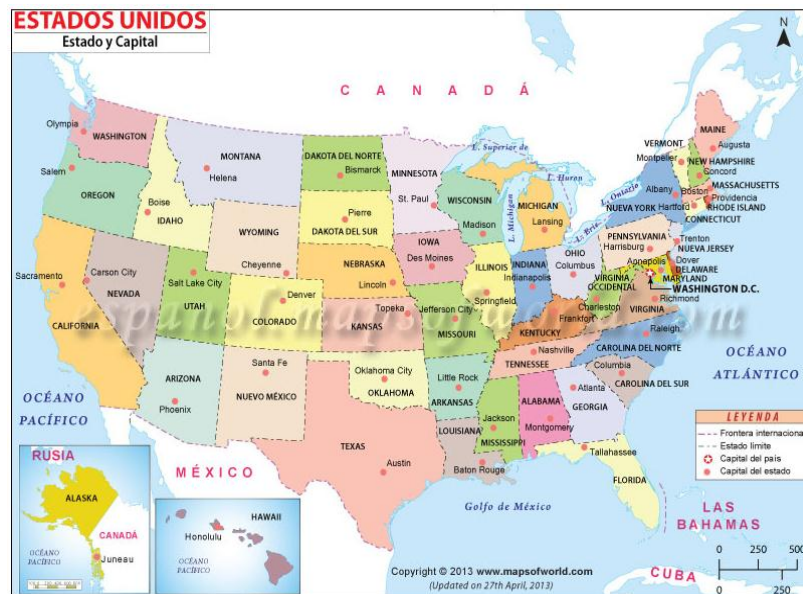 ESTADOS UNIDOS
Estado y Capital
N
C A N A D Á
Olympia
WASHINGTON
Salem
OREGON
MONTANA
Helena
Boise
IDAHO
DAKOTA DEL NORTE
Bismarck
MINNESOTA
St. Paul
L. Superior de
L. Huron
L. Michigan
L. Ontario
MAINE
Augusta
VERMONT
Montpelier
NEW HAMPSHIRE
Concord
MASSACHUSETTS
Boston
Albany
NUEVA YORK
Providencia
RHODE ISLAND
Hartford
CONNECTICUT
WISCONSIN
Madison
MICHIGAN
Lansing
Pierre
DAKOTA DEL SUR
WYOMING
Cheyenne
IOWA
Des Moines
NEBRASKA
Lincoln
PENNSYLVANIA
Harrisburg
Trenton
NUEVA JERSEY
Annapolis
Dover
DELAWARE
MARYLAND
WASHINGTON D.C.
OHIO
Columbus
INDIANA
Indianapolis
ILLINOIS
Springfield
Sacramento
Carson City
NEVADA
CALIFORNIA
Salt Lake City
UTAH
Denver
COLORADO
Topeka
KANSAS
Jefferson City
MISSOURI
KENTUCKY
Frankfort
VIRGINIA
OCCIDENTAL
Charleston
VIRGINIA
Richmond
Raleigh
CAROLINA DEL NORTE
Nashville
TENNESSEE
Columbia
CAROLINA DEL SUR
ARIZONA
Phoenix
Santa Fe
NUEVO MÉXICO
Oklahoma City
OKLAHOMA
Little Rock
ARKANSAS
Atlanta
GEORGIA
ALABAMA
Montgomery
Jackson
MISSISSIPPI
LOUISIANA
Baton Rouge
TEXAS
Austin
Tallahassee
FLORIDA
OCÉANO
PACÍFICO
OCÉANO
ATLÁNTICO
MÉXICO
Golfo de México
LAS
BAHAMAS
CUBA
LEYENDA
Frontera internacional
Estado límite
Capital del país
Capital del estado
RUSIA
ALASKA
CANADÁ
OCÉANO
PACÍFICO
Juneau
HAWAII
Honolulu
OCÉANO
PACÍFICO
Copyright © 2013 www.mapsofworld.com
(Updated on 27th April, 2013)
0 500
0 250